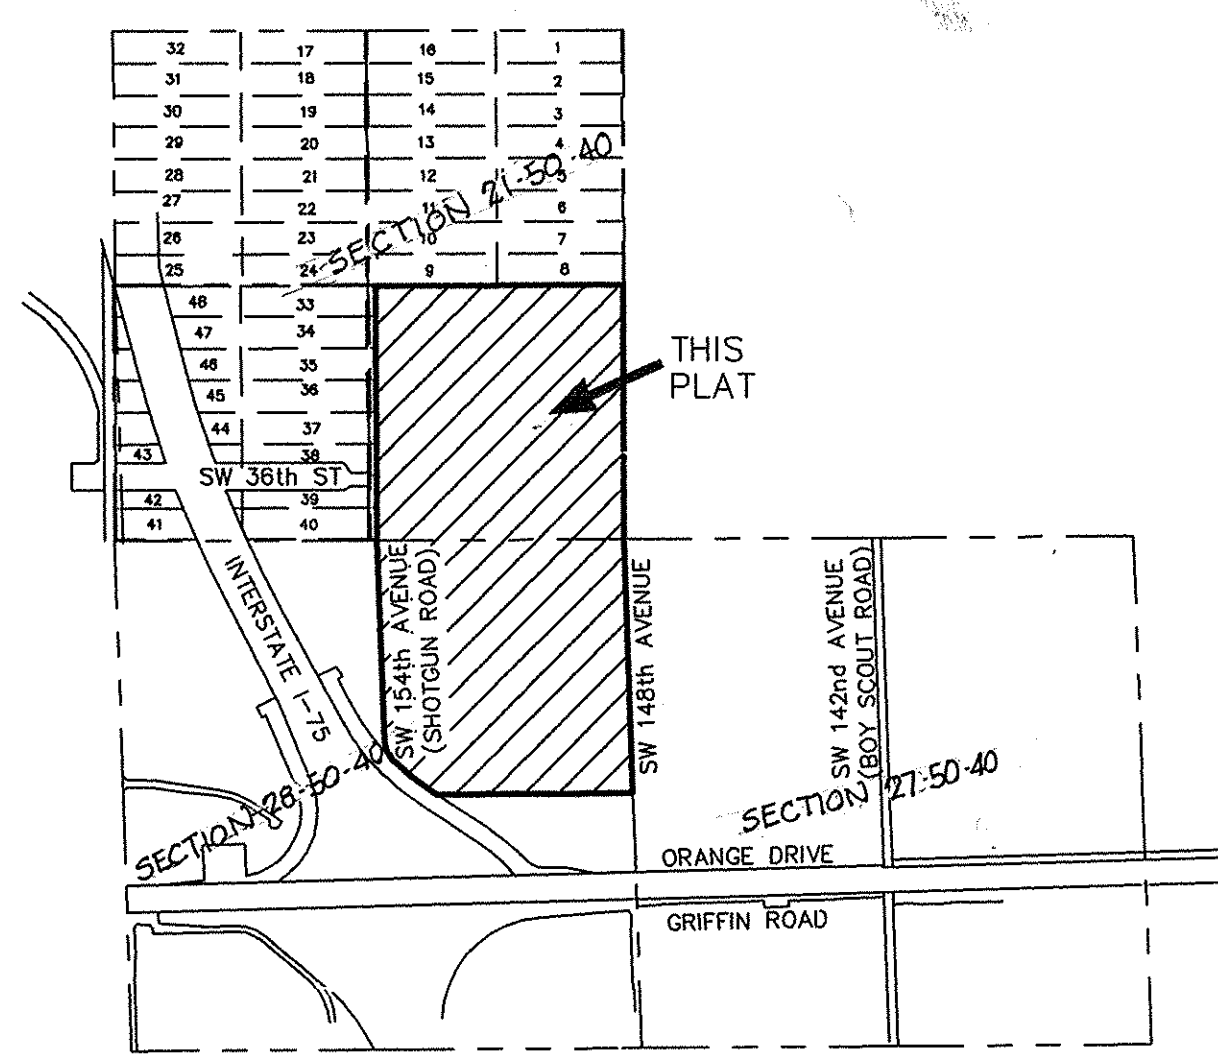 32 17 16 1
31 18 15 2
30 19 14 3
29 20 13 4
28 21 12 5
27 22 11 6
26 23 10 7
25 24 9 8
SECTION 21-50-40
48 33
47 34
46 35
45 36
44 37
43 38
SW 36th ST
42 39
41 40
THIS
PLAT
INTERSTATE I-75
SW 154th AVENUE
(SHOTGUN ROAD)
SW 148th AVENUE
SW 142nd AVENUE
(BOY SCOUT ROAD)
SECTION 28-50-40
SECTION 27-50-40
ORANGE DRIVE
GRIFFIN ROAD